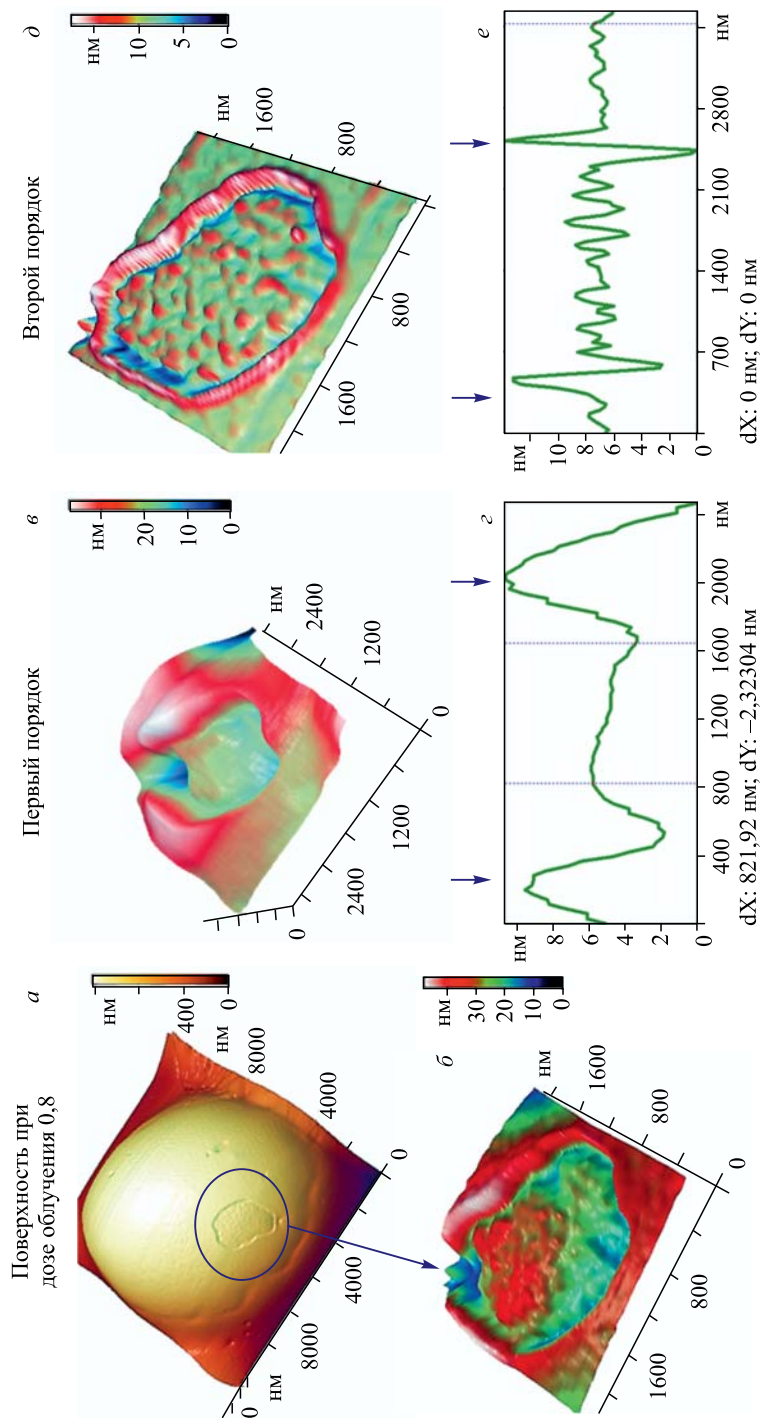 Поверхность при
дозе облучения 0,8
а
нм
400
0
0
нм
8000
4000
0
4000
8000
нм
б
нм
30
20
10
0
1600
800
0
800
1600
нм
Первый порядок
в
нм
20
10
0
0
2400
1200
0
1200
2400
нм
г
нм
8
6
4
2
0
400 800 1200 1600 2000 нм
dX: 821,92 нм; dY: –2,32304 нм
Второй порядок
д
нм
10
5
0
1600
800
800
1600
нм
е
нм
10
8
6
4
2
0
700 1400 2100 2800 нм
dX: 0 нм; dY: 0 нм